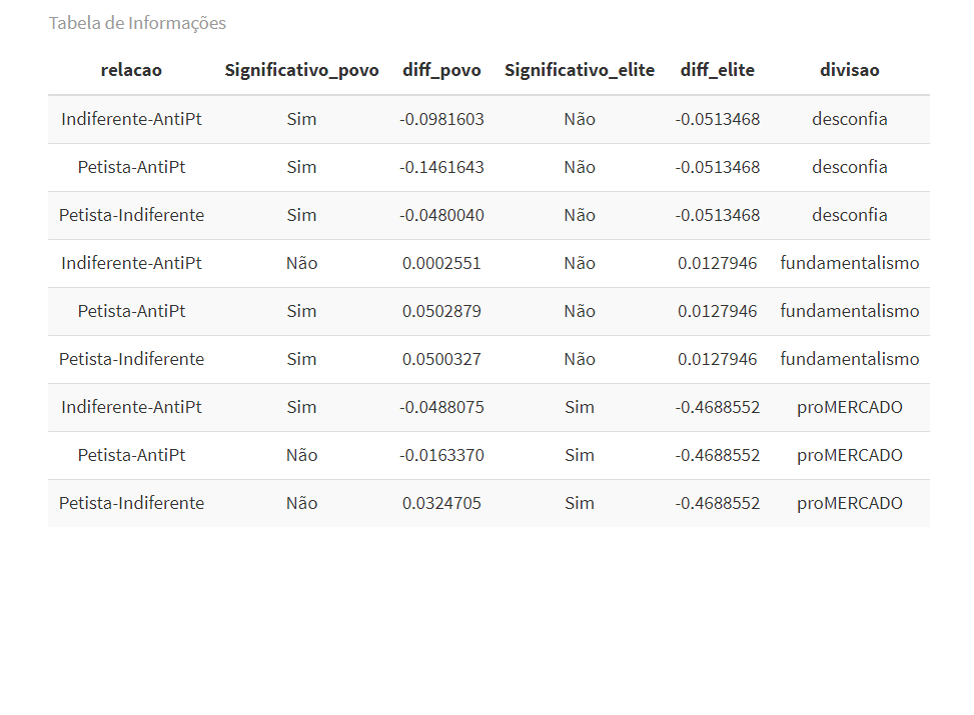 Tabela de Informações
relacao Significativo_povo diff_povo Significativo_elite diff_elite divisao
Indiferente-AntiPt Sim -0.0981603 Não -0.0513468 desconfia
Petista-AntiPt Sim -0.1461643 Não -0.0513468 desconfia
Petista-Indiferente Sim -0.0480040 Não -0.0513468 desconfia
Indiferente-AntiPt Não 0.0002551 Não 0.0127946 fundamentalismo
Petista-AntiPt Sim 0.0502879 Não 0.0127946 fundamentalismo
Petista-Indiferente Sim 0.0500327 Não 0.0127946 fundamentalismo
Indiferente-AntiPt Sim -0.0488075 Sim -0.4688552 proMERCADO
Petista-AntiPt Não -0.0163370 Sim -0.4688552 proMERCADO
Petista-Indiferente Não 0.0324705 Sim -0.4688552 proMERCADO